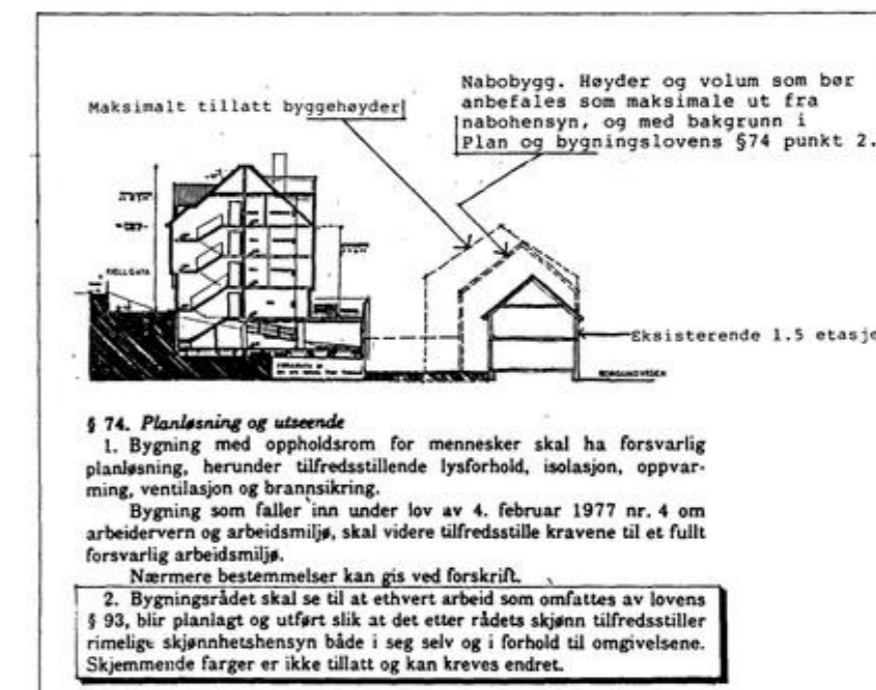 Maksimalt tillatt byggehøyder
Nabobygg. Høyder og volum som bør
anbefales som maksimale ut fra
nabohensyn, og med bakgrunn i
Plan og bygningslovens §74 punkt 2.
FJELLGATA
Eksisterende 1.5 etasje
BORGUNDVEIEN
§ 74. Planløsning og utseende
1. Bygning med oppholdsrom for mennesker skal ha forsvarlig
planløsning, herunder tilfredsstillende lysforhold, isolasjon, oppvar-
ming, ventilasjon og brannsikring.
Bygning som faller inn under lov av 4. februar 1977 nr. 4 om
arbeidervern og arbeidsmiljø, skal videre tilfredsstille kravene til et fullt
forsvarlig arbeidsmiljø.
Nærmere bestemmelser kan gis ved forskrift.
2. Bygningsrådet skal se til at ethvert arbeid som omfattes av lovens
§ 93, blir planlagt og utført slik at det etter rådets skjønn tilfredsstiller
rimelige skjønnhetshensyn både i seg selv og i forhold til omgivelsene.
Skjemmende farger er ikke tillatt og kan kreves endret.